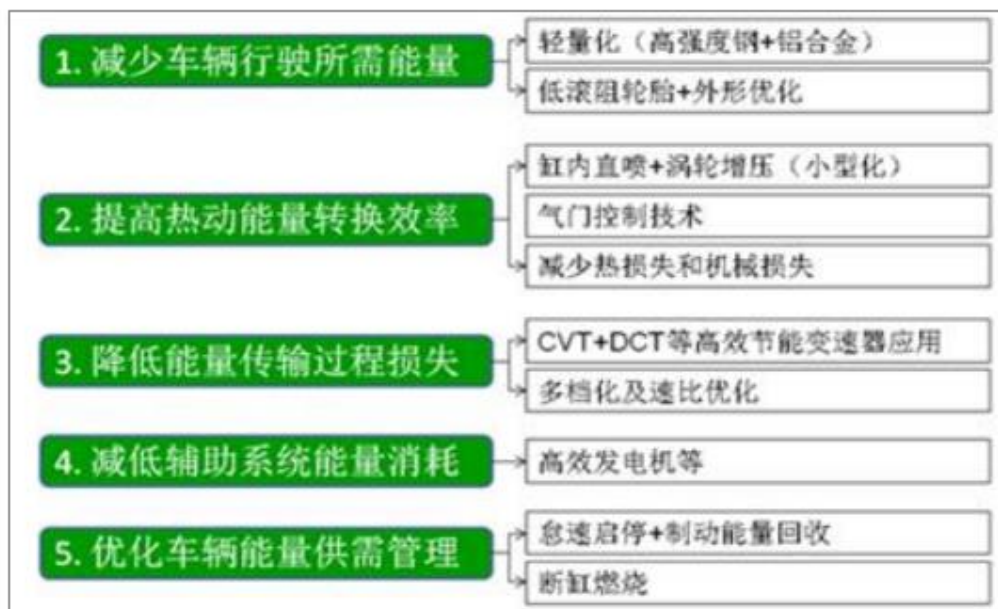 1. 减少车辆行驶所需能量
轻量化（高强度钢+铝合金）
低滚阻轮胎+外形优化
2. 提高热动能量转换效率
缸内直喷+涡轮增压（小型化）
气门控制技术
减少热损失和机械损失
3. 降低能量传输过程损失
CVT+DCT等高效节能变速器应用
多档化及速比优化
4. 减低辅助系统能量消耗
高效发电机等
5. 优化车辆能量供需管理
怠速启停+制动能量回收
断缸燃烧